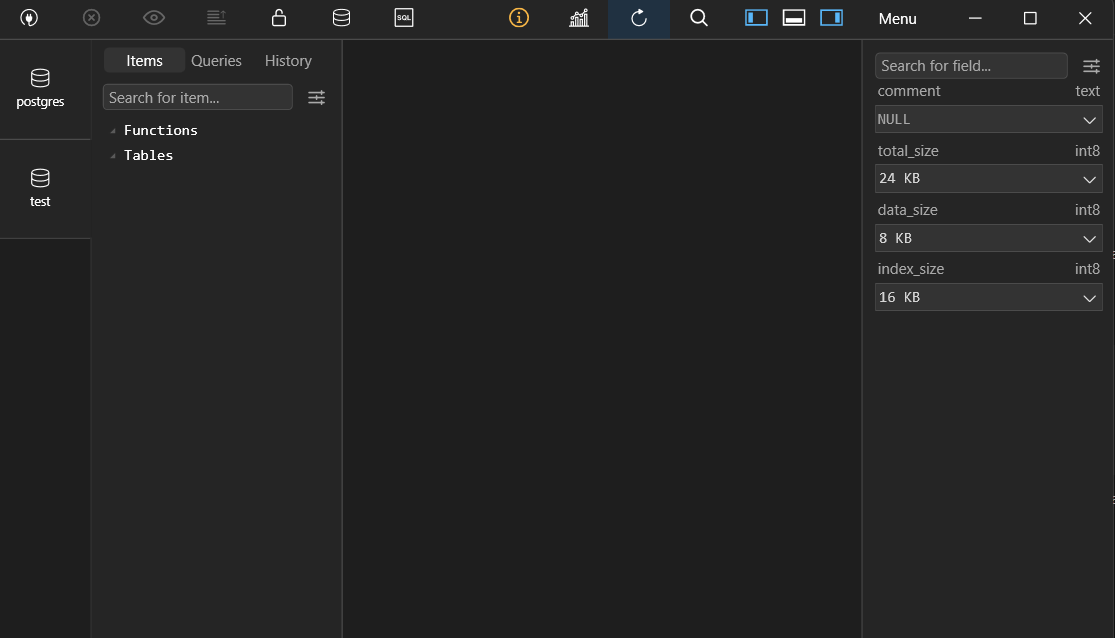 SQL
Menu
postgres
test
Items Queries History
Search for item...
Functions
Tables
Search for field...
comment text
NULL
total_size int8
24 KB
data_size int8
8 KB
index_size int8
16 KB